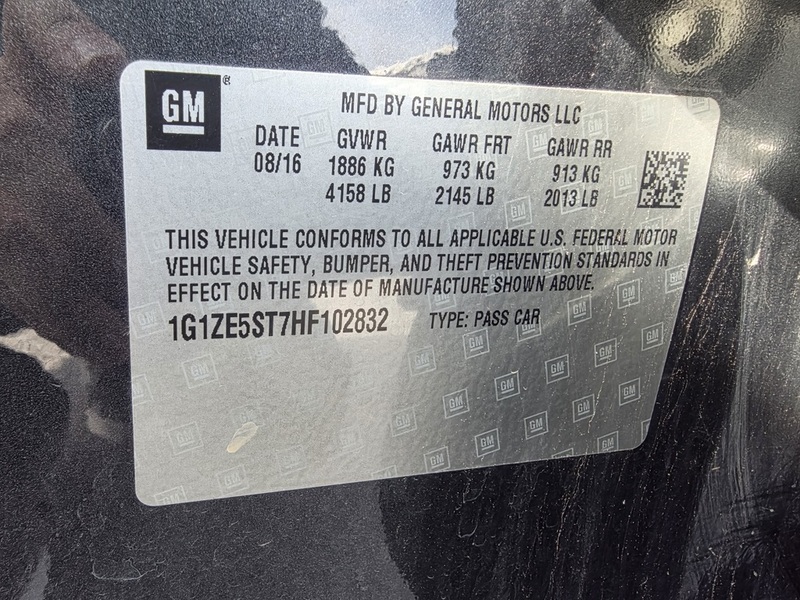 GM®
MFD BY GENERAL MOTORS LLC
DATE GVWR GAWR FRT GAWR RR
08/16 1886 KG 973 KG 913 KG
4158 LB 2145 LB 2013 LB
THIS VEHICLE CONFORMS TO ALL APPLICABLE U.S. FEDERAL MOTOR
VEHICLE SAFETY, BUMPER, AND THEFT PREVENTION STANDARDS IN
EFFECT ON THE DATE OF MANUFACTURE SHOWN ABOVE.
1G1ZE5ST7HF102832 TYPE: PASS CAR